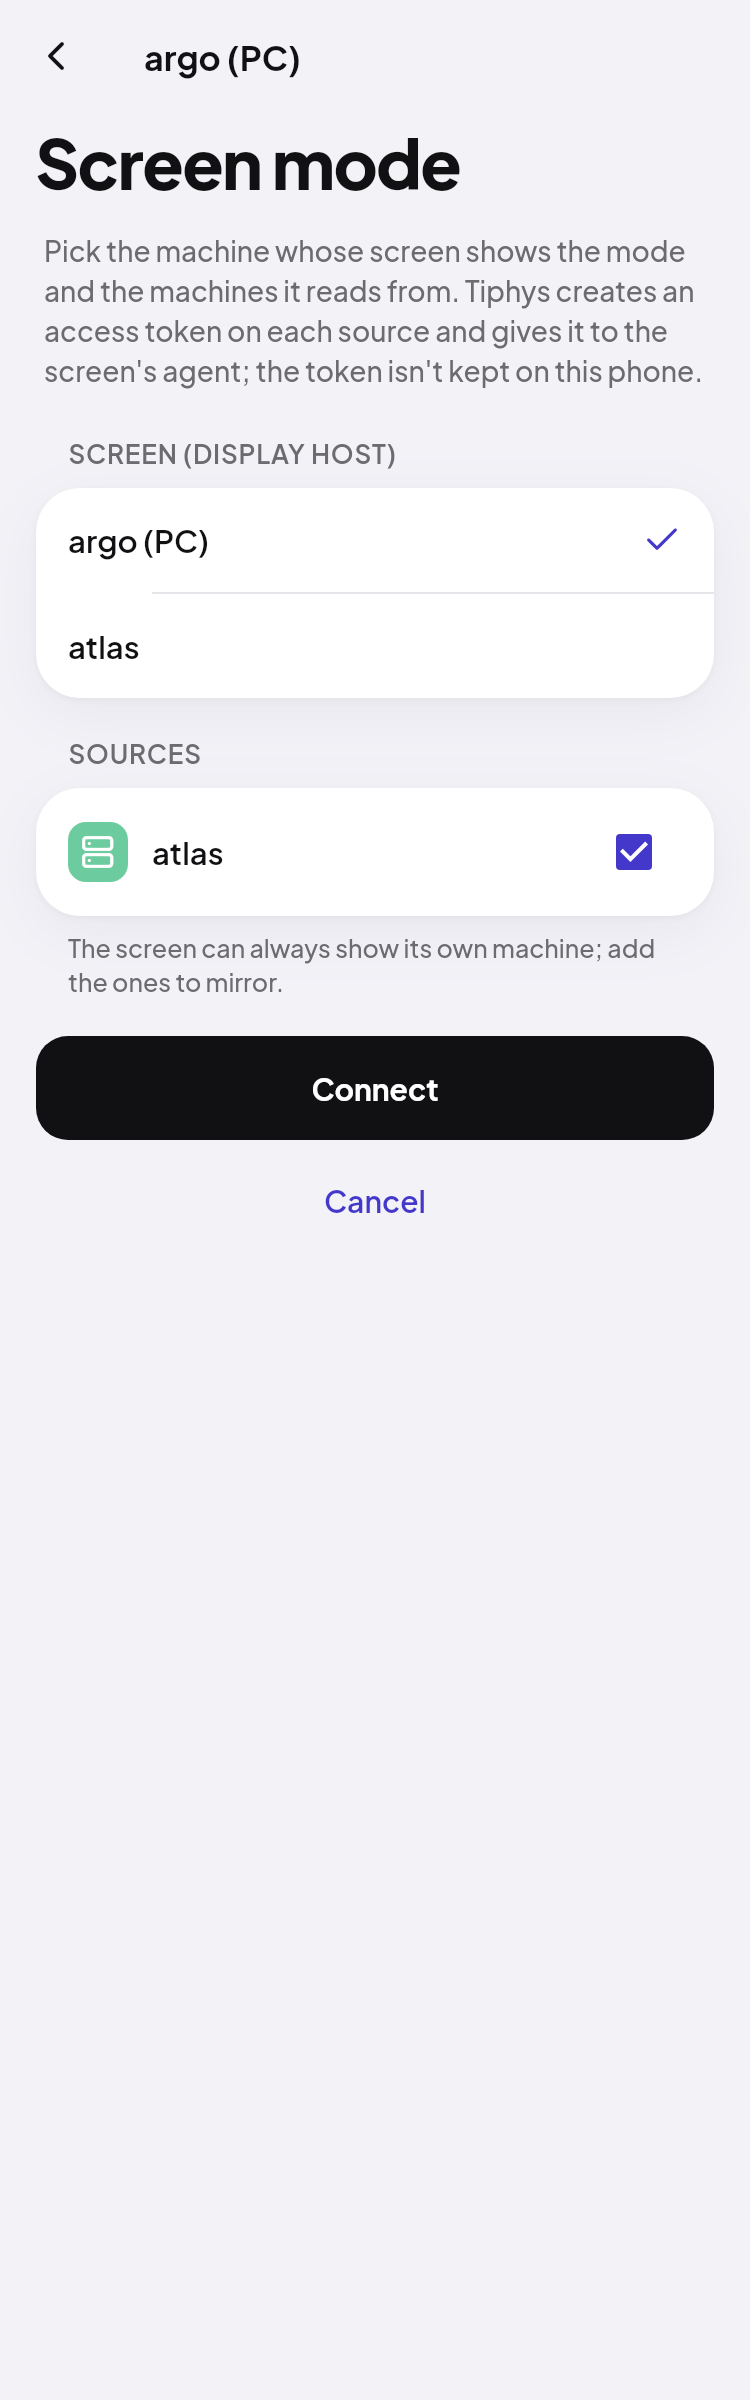 argo (PC)
Screen mode
Pick the machine whose screen shows the mode
and the machines it reads from. Tiphys creates an
access token on each source and gives it to the
screen's agent; the token isn't kept on this phone.
SCREEN (DISPLAY HOST)
argo (PC)
atlas
SOURCES
atlas
The screen can always show its own machine; add
the ones to mirror.
Connect
Cancel